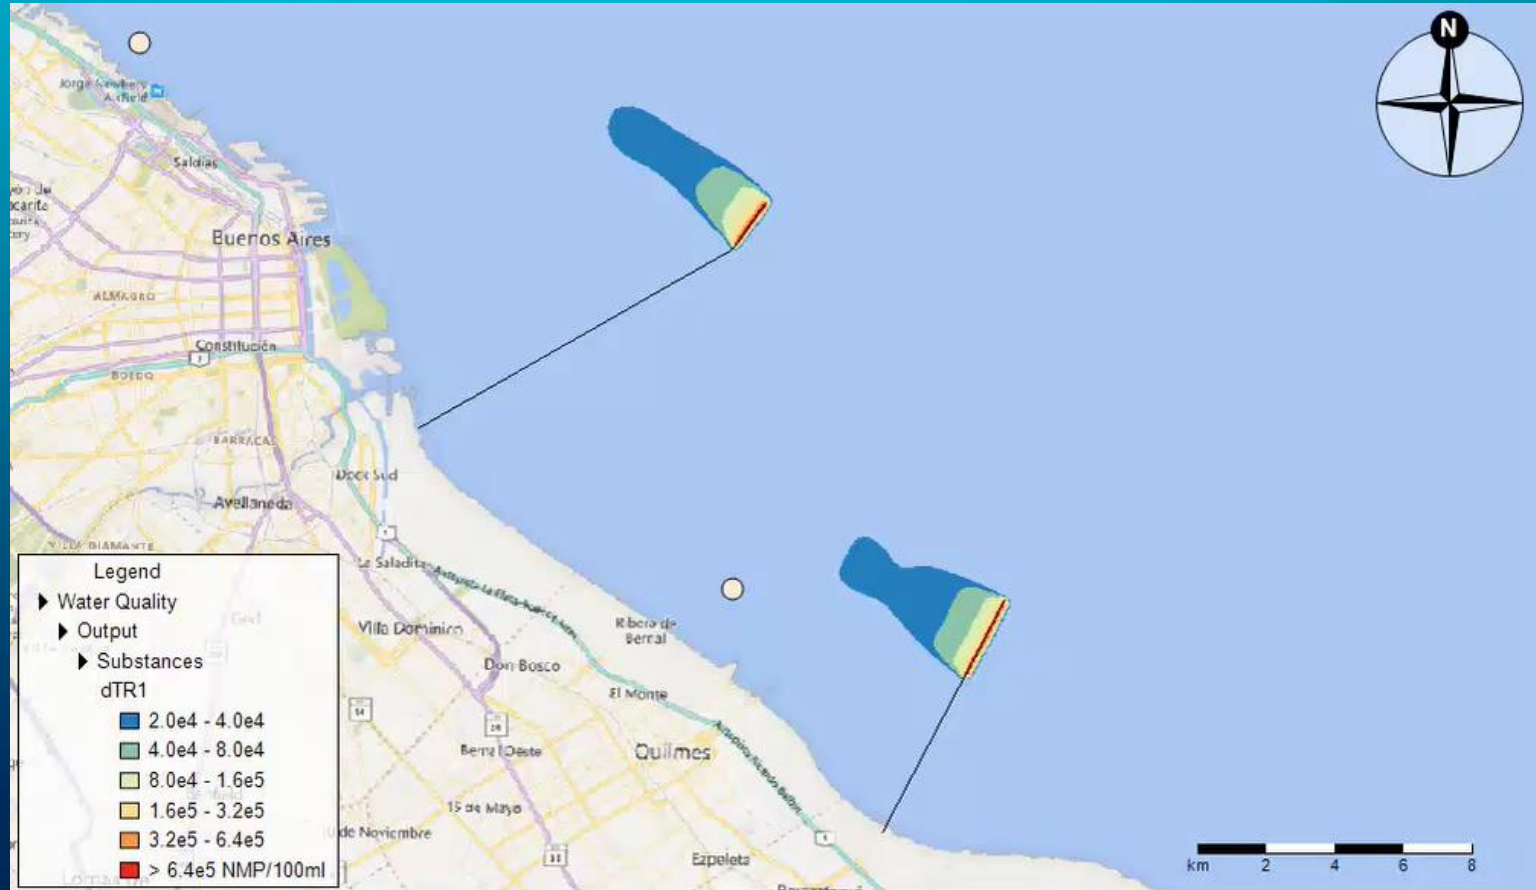 N
Jorge Newbery
Airfield
Saldías
Buenos Aires
ALMAGRO
Constitución
BOEDO
BARRACAS
Dock Sud
Avellaneda
VILLA DIAMANTE
La Saladita
Villa Dominico
Ribera de
Bernal
Don Bosco
El Monte
Bernal Oeste
Quilmes
15 de Mayo
de Noviembre
Ezpeleta
Legend
Water Quality
Output
Substances
dTR1
2.0e4 - 4.0e4
4.0e4 - 8.0e4
8.0e4 - 1.6e5
1.6e5 - 3.2e5
3.2e5 - 6.4e5
> 6.4e5 NMP/100ml
km 2 4 6 8